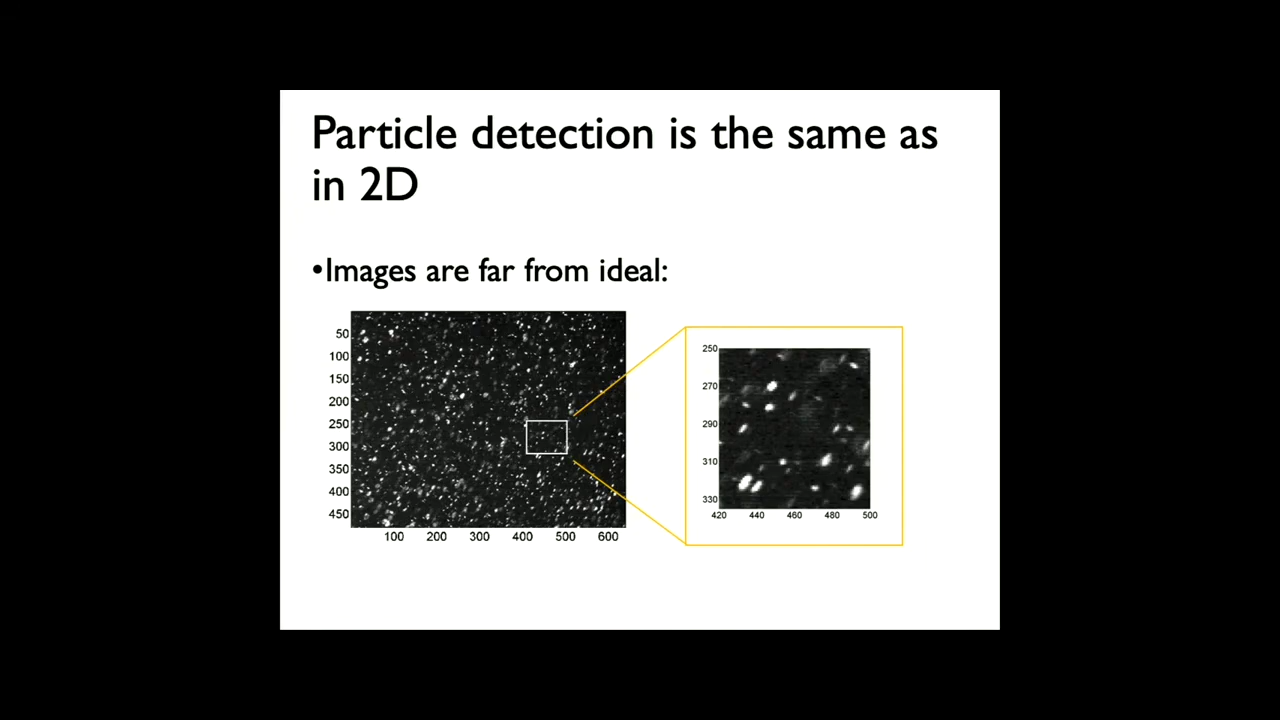 Particle detection is the same as
in 2D
•Images are far from ideal:
50
100
150
200
250
300
350
400
450
100 200 300 400 500 600
250
270
290
310
330
420 440 460 480 500